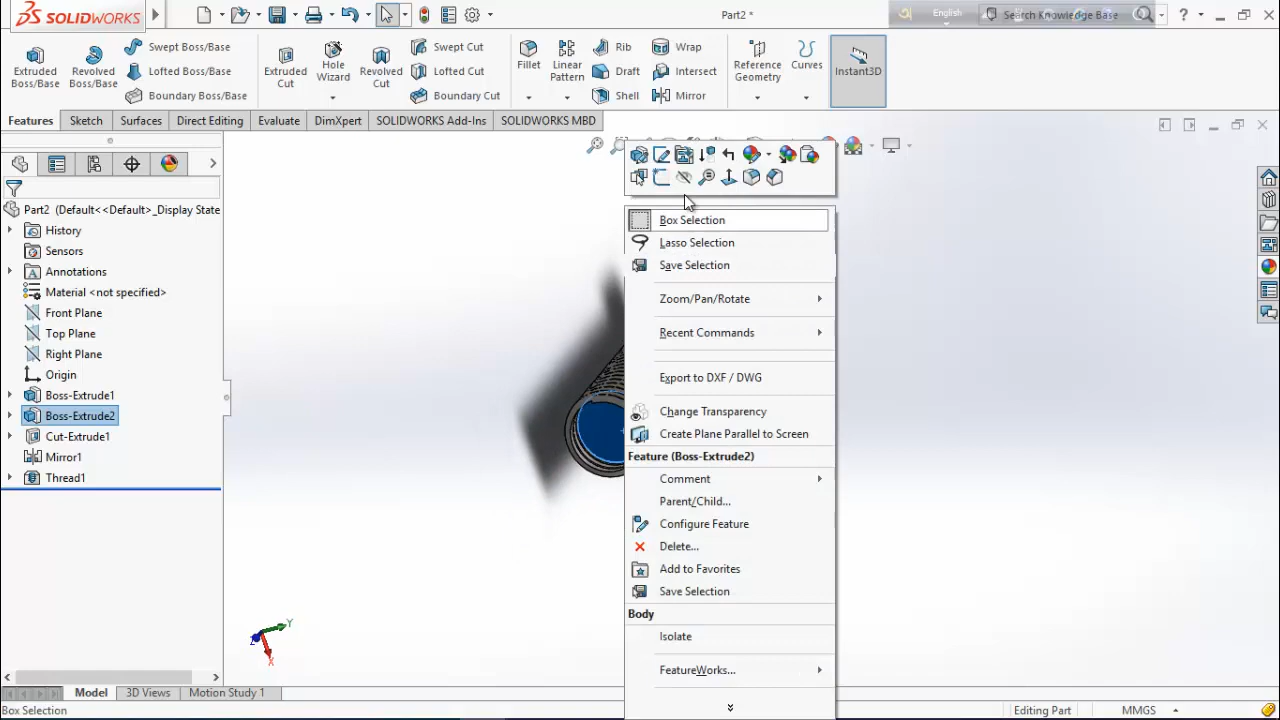 SOLIDWORKS
Part2 *
English
Search Knowledge Base
?
Extruded Boss/Base
Revolved Boss/Base
Swept Boss/Base
Lofted Boss/Base
Boundary Boss/Base
Extruded Cut
Hole Wizard
Revolved Cut
Swept Cut
Lofted Cut
Boundary Cut
Fillet
Linear Pattern
Rib
Draft
Shell
Wrap
Intersect
Mirror
Reference Geometry
Curves
Instant3D
Features
Sketch
Surfaces
Direct Editing
Evaluate
DimXpert
SOLIDWORKS Add-Ins
SOLIDWORKS MBD
Part2 (Default<<Default>_Display State
History
Sensors
Annotations
Material <not specified>
Front Plane
Top Plane
Right Plane
Origin
Boss-Extrude1
Boss-Extrude2
Cut-Extrude1
Mirror1
Thread1
Box Selection
Lasso Selection
Save Selection
Zoom/Pan/Rotate
Recent Commands
Export to DXF / DWG
Change Transparency
Create Plane Parallel to Screen
Feature (Boss-Extrude2)
Comment
Parent/Child...
Configure Feature
Delete...
Add to Favorites
Save Selection
Body
Isolate
FeatureWorks...
Y
Z
X
Model
3D Views
Motion Study 1
Box Selection
Editing Part
MMGS